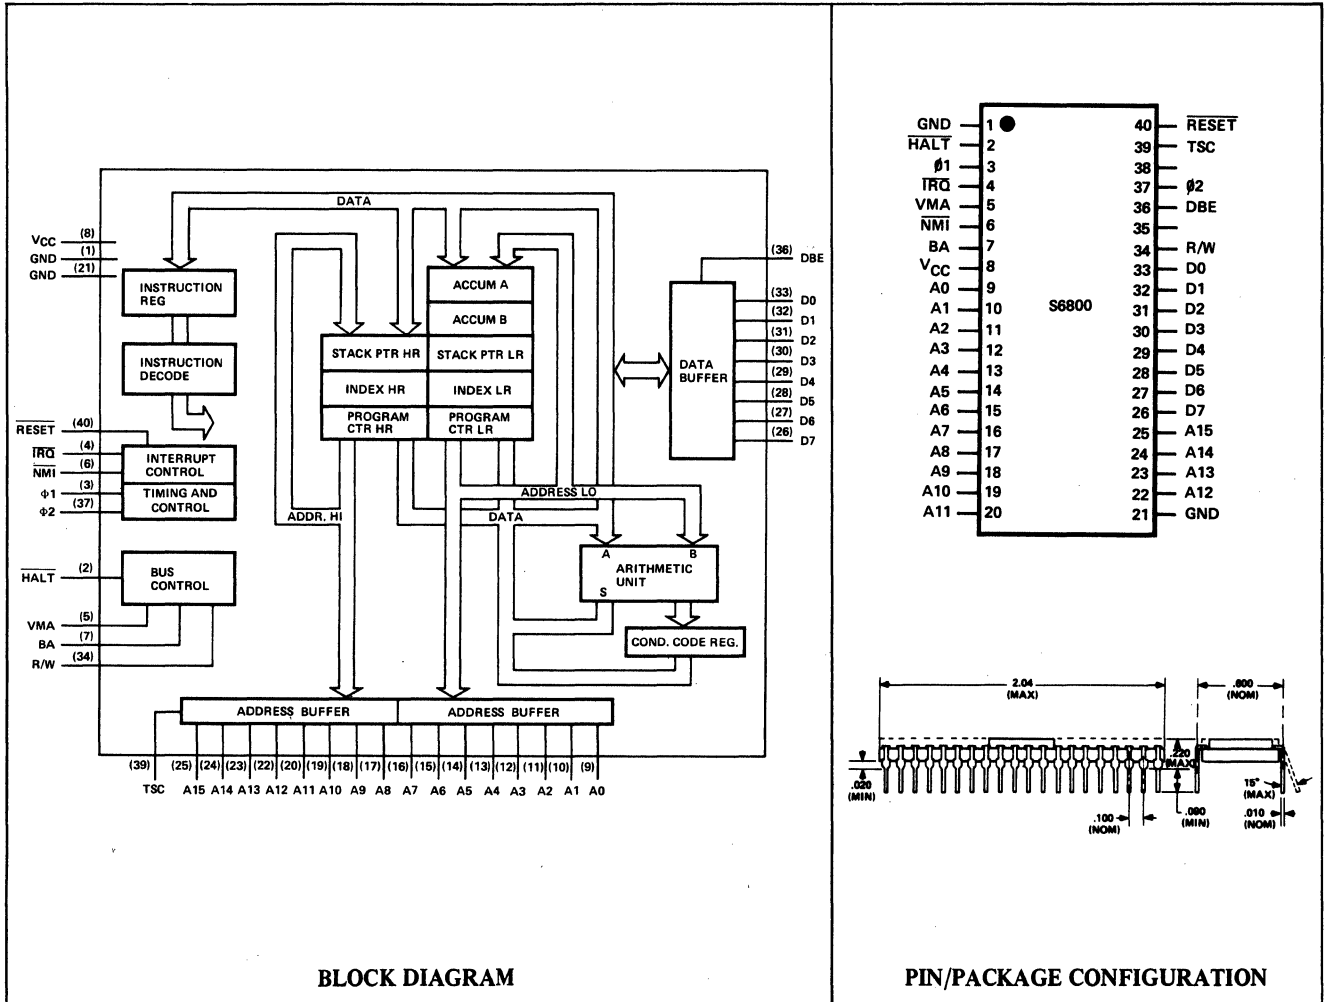 DATA
VCC (8)
GND (1)
GND (21)
INSTRUCTION
REG
INSTRUCTION
DECODE
RESET (40)
IRQ (4)
NMI (6)
Φ1 (3)
Φ2 (37)
INTERRUPT
CONTROL
TIMING AND
CONTROL
HALT (2)
BUS
CONTROL
VMA (5)
BA (7)
R/W (34)
ACCUM A
ACCUM B
STACK PTR HR STACK PTR LR
INDEX HR INDEX LR
PROGRAM
CTR HR
PROGRAM
CTR LR
ADDRESS LO
ADDR. HI
DATA
A B
ARITHMETIC
UNIT
S
COND. CODE REG.
DATA
BUFFER
(36) DBE
(33) D0
(32) D1
(31) D2
(30) D3
(29) D4
(28) D5
(27) D6
(26) D7
ADDRESS BUFFER ADDRESS BUFFER
(39) (25) (24) (23) (22) (20) (19) (18) (17) (16) (15) (14) (13) (12) (11) (10) (9)
TSC A15 A14 A13 A12 A11 A10 A9 A8 A7 A6 A5 A4 A3 A2 A1 A0
BLOCK DIAGRAM
GND 1 40 RESET
HALT 2 39 TSC
ø1 3 38
IRQ 4 37 ø2
VMA 5 36 DBE
NMI 6 35
BA 7 34 R/W
VCC 8 33 D0
A0 9 32 D1
A1 10 31 D2
A2 11 30 D3
A3 12 29 D4
A4 13 28 D5
A5 14 27 D6
A6 15 26 D7
A7 16 25 A15
A8 17 24 A14
A9 18 23 A13
A10 19 22 A12
A11 20 21 GND
S6800
2.04
(MAX)
.600
(NOM)
.220
(MAX)
.020
(MIN)
.100
(NOM)
.090
(MIN)
15°
(MAX)
.010
(NOM)
PIN/PACKAGE CONFIGURATION